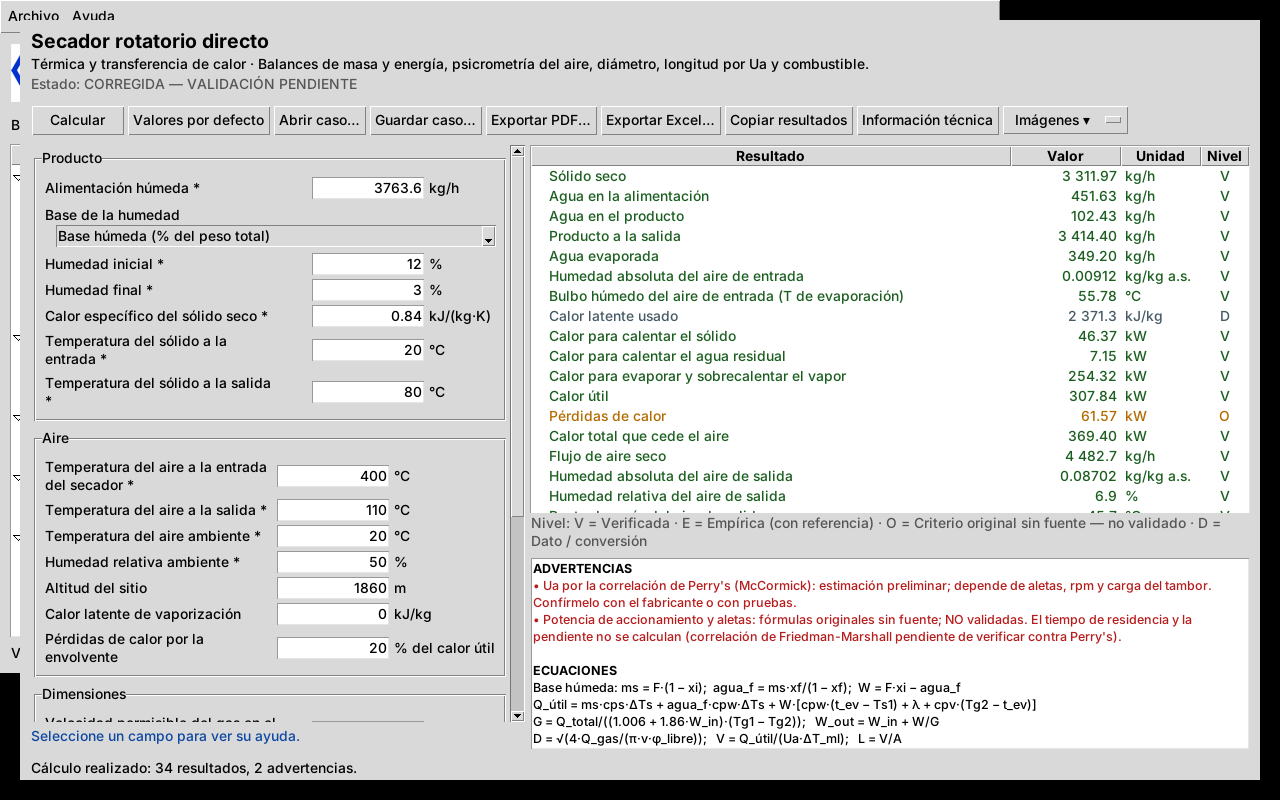 Archivo Ayuda
Secador rotatorio directo
Térmica y transferencia de calor · Balances de masa y energía, psicrometría del aire, diámetro, longitud por Ua y combustible.
Estado: CORREGIDA — VALIDACIÓN PENDIENTE
B
Calcular Valores por defecto Abrir caso... Guardar caso... Exportar PDF... Exportar Excel... Copiar resultados Información técnica Imágenes ▾
Producto
Alimentación húmeda * 3763.6 kg/h
Base de la humedad
Base húmeda (% del peso total)
Humedad inicial * 12 %
Humedad final * 3 %
Calor específico del sólido seco * 0.84 kJ/(kg·K)
Temperatura del sólido a la
entrada * 20 °C
Temperatura del sólido a la salida
* 80 °C
Aire
Temperatura del aire a la entrada
del secador * 400 °C
Temperatura del aire a la salida * 110 °C
Temperatura del aire ambiente * 20 °C
Humedad relativa ambiente * 50 %
Altitud del sitio 1860 m
Calor latente de vaporización 0 kJ/kg
Pérdidas de calor por la
envolvente 20 % del calor útil
V
Dimensiones
Velocidad permisible del gas en el
Seleccione un campo para ver su ayuda.
Cálculo realizado: 34 resultados, 2 advertencias.
Resultado Valor Unidad Nivel
Sólido seco 3 311.97 kg/h V
Agua en la alimentación 451.63 kg/h V
Agua en el producto 102.43 kg/h V
Producto a la salida 3 414.40 kg/h V
Agua evaporada 349.20 kg/h V
Humedad absoluta del aire de entrada 0.00912 kg/kg a.s. V
Bulbo húmedo del aire de entrada (T de evaporación) 55.78 °C V
Calor latente usado 2 371.3 kJ/kg D
Calor para calentar el sólido 46.37 kW V
Calor para calentar el agua residual 7.15 kW V
Calor para evaporar y sobrecalentar el vapor 254.32 kW V
Calor útil 307.84 kW V
Pérdidas de calor 61.57 kW O
Calor total que cede el aire 369.40 kW V
Flujo de aire seco 4 482.7 kg/h V
Humedad absoluta del aire de salida 0.08702 kg/kg a.s. V
Humedad relativa del aire de salida 6.9 % V
Nivel: V = Verificada · E = Empírica (con referencia) · O = Criterio original sin fuente — no validado · D =
Dato / conversión
ADVERTENCIAS
• Ua por la correlación de Perry's (McCormick): estimación preliminar; depende de aletas, rpm y carga del tambor.
Confírmelo con el fabricante o con pruebas.
• Potencia de accionamiento y aletas: fórmulas originales sin fuente; NO validadas. El tiempo de residencia y la
pendiente no se calculan (correlación de Friedman-Marshall pendiente de verificar contra Perry's).
ECUACIONES
Base húmeda: ms = F·(1 − xi); agua_f = ms·xf/(1 − xf); W = F·xi − agua_f
Q_útil = ms·cps·ΔTs + agua_f·cpw·ΔTs + W·[cpw·(t_ev − Ts1) + λ + cpv·(Tg2 − t_ev)]
G = Q_total/((1.006 + 1.86·W_in)·(Tg1 − Tg2)); W_out = W_in + W/G
D = √(4·Q_gas/(π·v·φ_libre)); V = Q_útil/(Ua·ΔT_ml); L = V/A